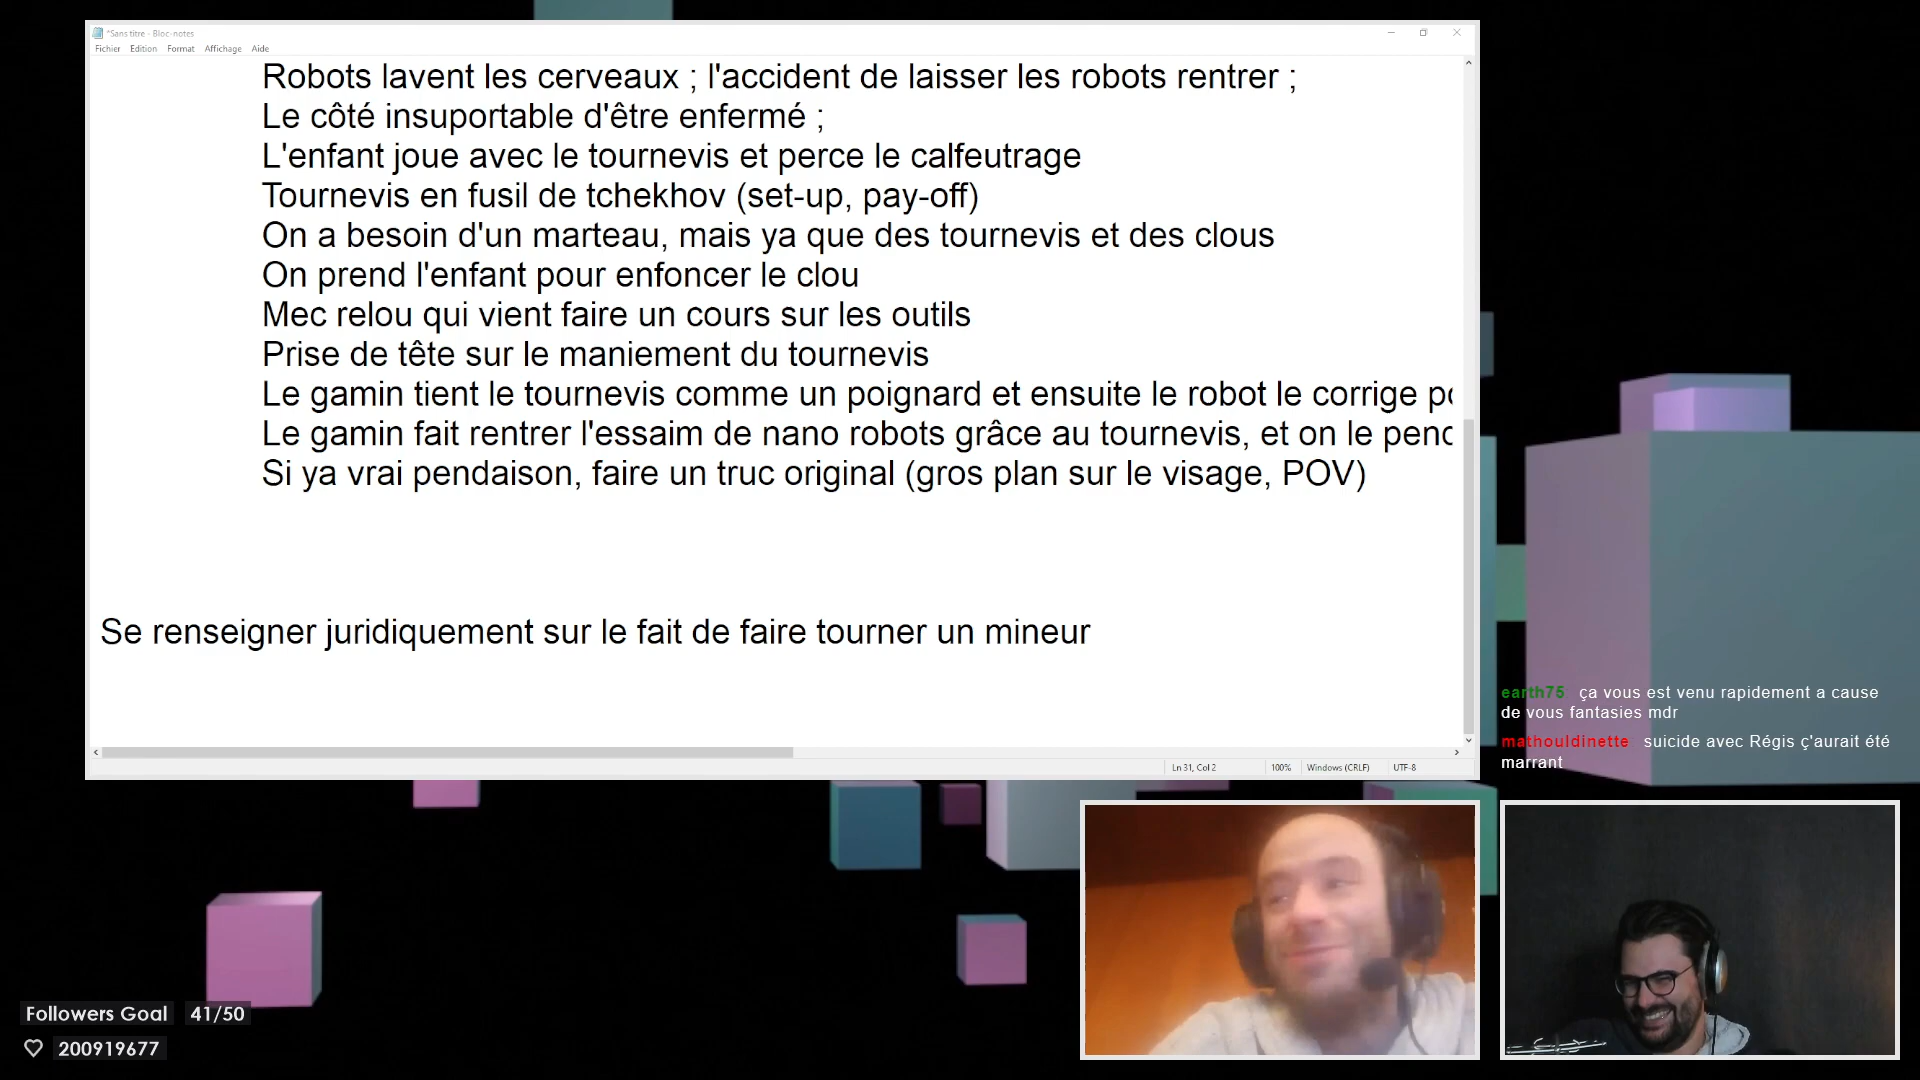 *Sans titre - Bloc-notes
Fichier Edition Format Affichage Aide
Robots lavent les cerveaux ; l'accident de laisser les robots rentrer ;
Le côté insuportable d'être enfermé ;
L'enfant joue avec le tournevis et perce le calfeutrage
Tournevis en fusil de tchekhov (set-up, pay-off)
On a besoin d'un marteau, mais ya que des tournevis et des clous
On prend l'enfant pour enfoncer le clou
Mec relou qui vient faire un cours sur les outils
Prise de tête sur le maniement du tournevis
Le gamin tient le tournevis comme un poignard et ensuite le robot le corrige
Le gamin fait rentrer l'essaim de nano robots grâce au tournevis, et on le
Si ya vrai pendaison, faire un truc original (gros plan sur le visage, POV)
Se renseigner juridiquement sur le fait de faire tourner un mineur
Ln 31, Col 2 100% Windows (CRLF) UTF-8
earth75 ça vous est venu rapidement a cause
de vous fantasies mdr
mathouldinette suicide avec Régis ç'aurait été
marrant
Followers Goal 41/50
200919677